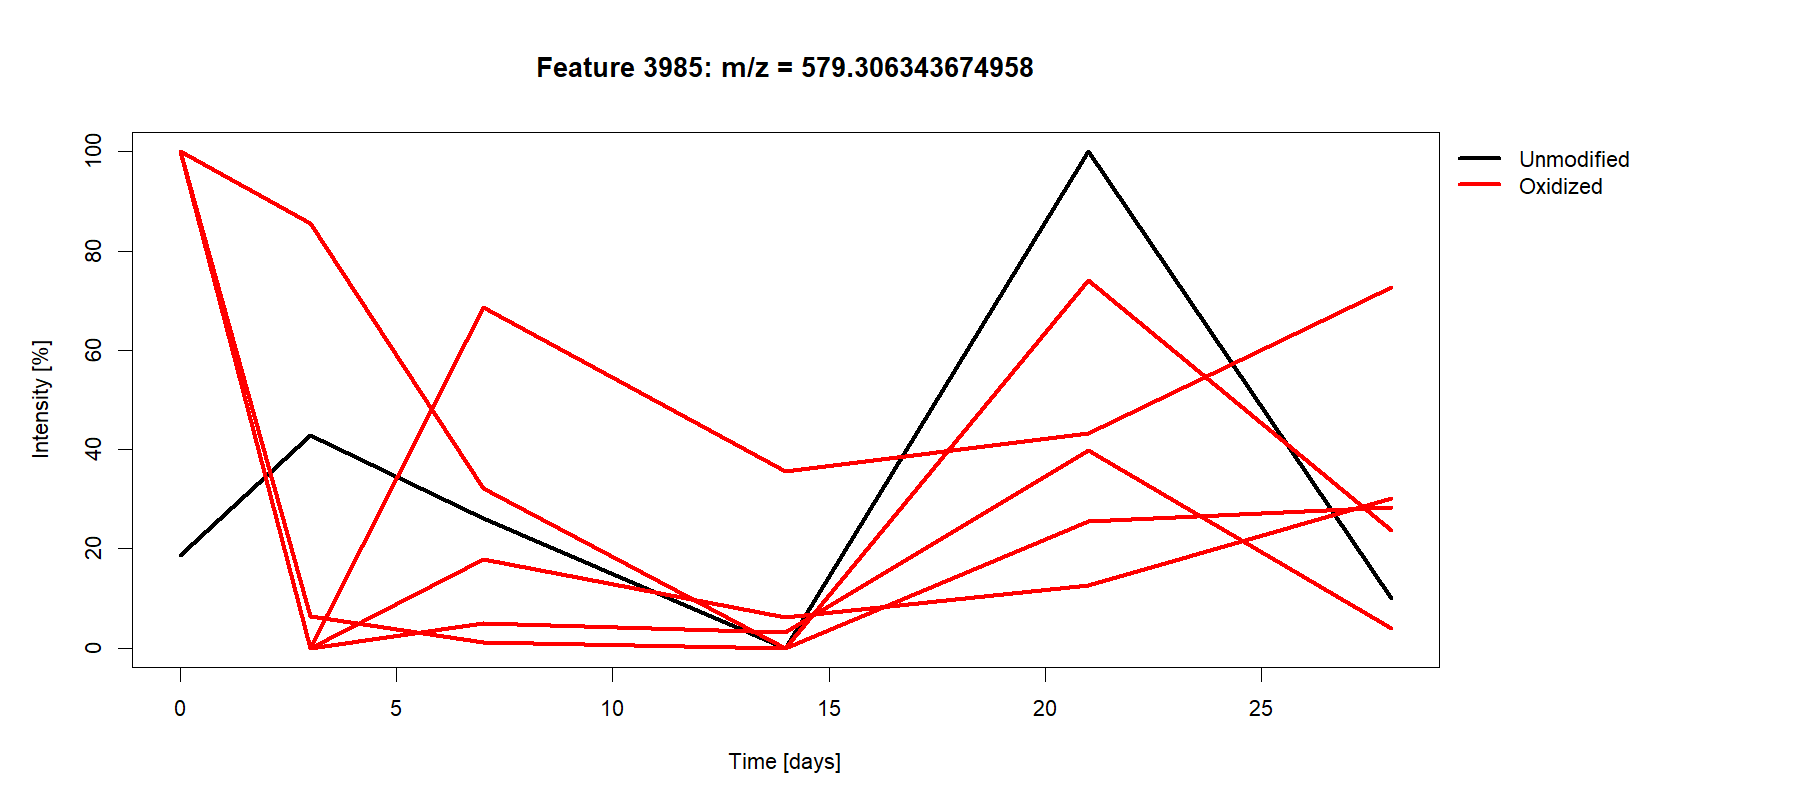 Feature 3985: m/z = 579.306343674958
Unmodified
Oxidized
Intensity [%]
100
80
60
40
20
0
0 5 10 15 20 25
Time [days]